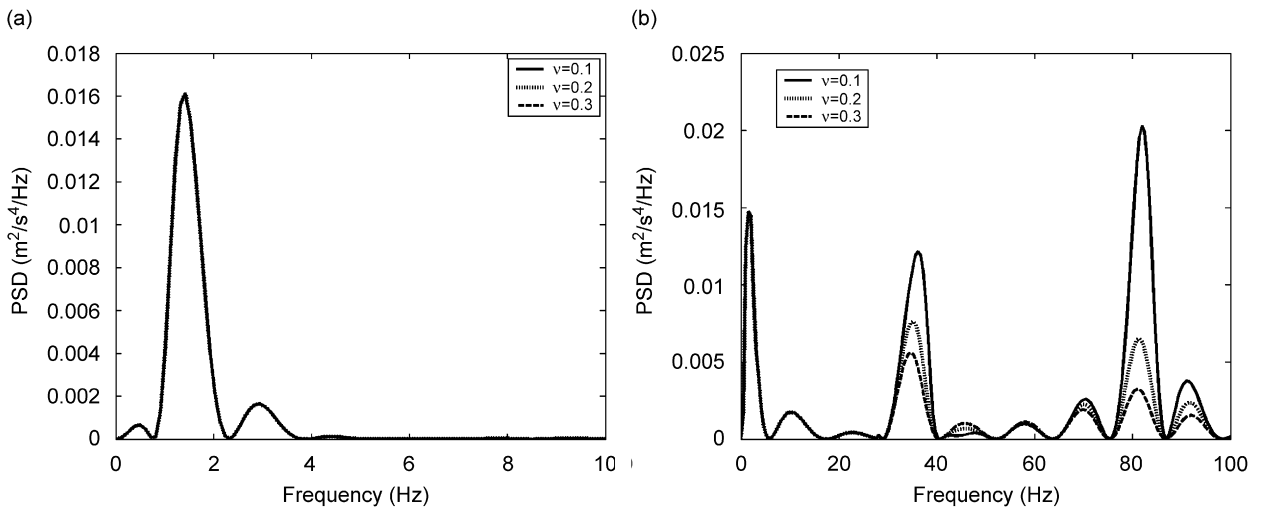 (a)
PSD (m²/s⁴/Hz)
0.018
0.016
0.014
0.012
0.01
0.008
0.006
0.004
0.002
0
ν=0.1
ν=0.2
ν=0.3
0 2 4 6 8 10
Frequency (Hz)
(b)
PSD (m²/s⁴/Hz)
0.025
0.02
0.015
0.01
0.005
0
ν=0.1
ν=0.2
ν=0.3
0 20 40 60 80 100
Frequency (Hz)